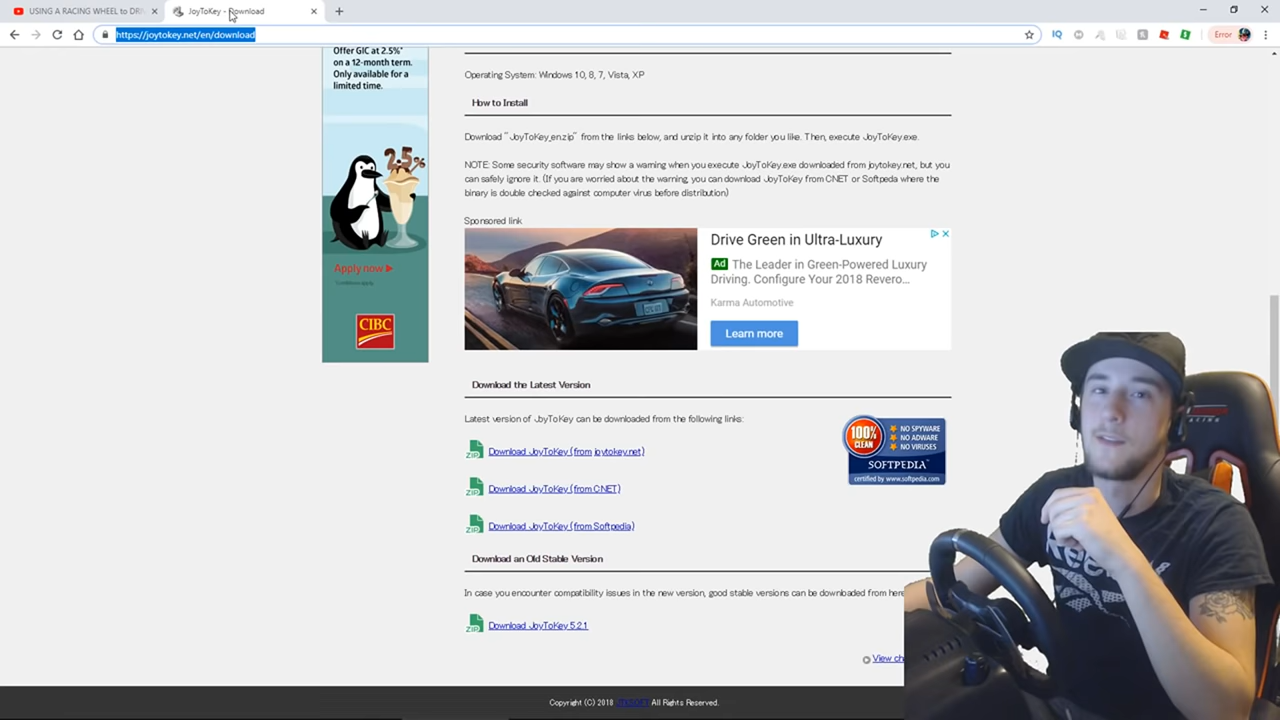 USING A RACING WHEEL to DRI
JoyToKey - Download
https://joytokey.net/en/download
Error
Offer GIC at 2.5%*
on a 12-month term.
Only available for a
limited time.
2.5%
Apply now
*Conditions apply.
CIBC
Operating System: Windows 10, 8, 7, Vista, XP
How to Install
Download "JoyToKey_en.zip" from the links below, and unzip it into any folder you like. Then, execute JoyToKey.exe.
NOTE: Some security software may show a warning when you execute JoyToKey.exe downloaded from joytokey.net, but you
can safely ignore it. (If you are worried about the warning, you can download JoyToKey from CNET or Softpedia where the
binary is double checked against computer virus before distribution)
Sponsored link
Drive Green in Ultra-Luxury
Ad The Leader in Green-Powered Luxury
Driving. Configure Your 2018 Revero...
Karma Automotive
Learn more
Download the Latest Version
Latest version of JoyToKey can be downloaded from the following links:
ZIP Download JoyToKey (from joytokey.net)
ZIP Download JoyToKey (from CNET)
ZIP Download JoyToKey (from Softpedia)
100%
CLEAN
NO SPYWARE
NO ADWARE
NO VIRUSES
SOFTPEDIA
certified by www.softpedia.com
Download an Old Stable Version
In case you encounter compatibility issues in the new version, good stable versions can be downloaded from here
ZIP Download JoyToKey 5.2.1
View ch
Copyright (C) 2018 JTKSOFT All Rights Reserved.